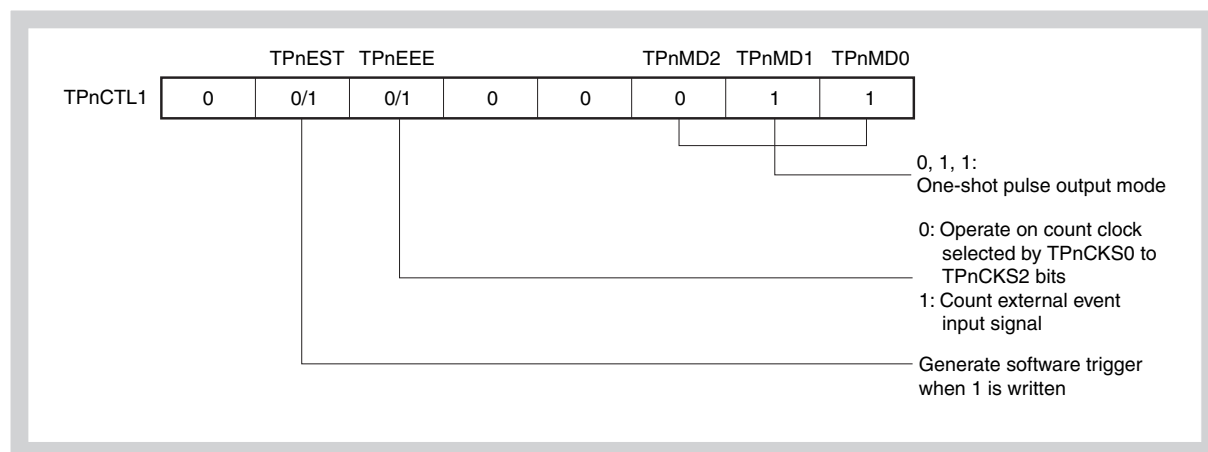 TPnEST TPnEEE TPnMD2 TPnMD1 TPnMD0
TPnCTL1 0 0/1 0/1 0 0 0 1 1
0, 1, 1:
One-shot pulse output mode
0: Operate on count clock
selected by TPnCKS0 to
TPnCKS2 bits
1: Count external event
input signal
Generate software trigger
when 1 is written